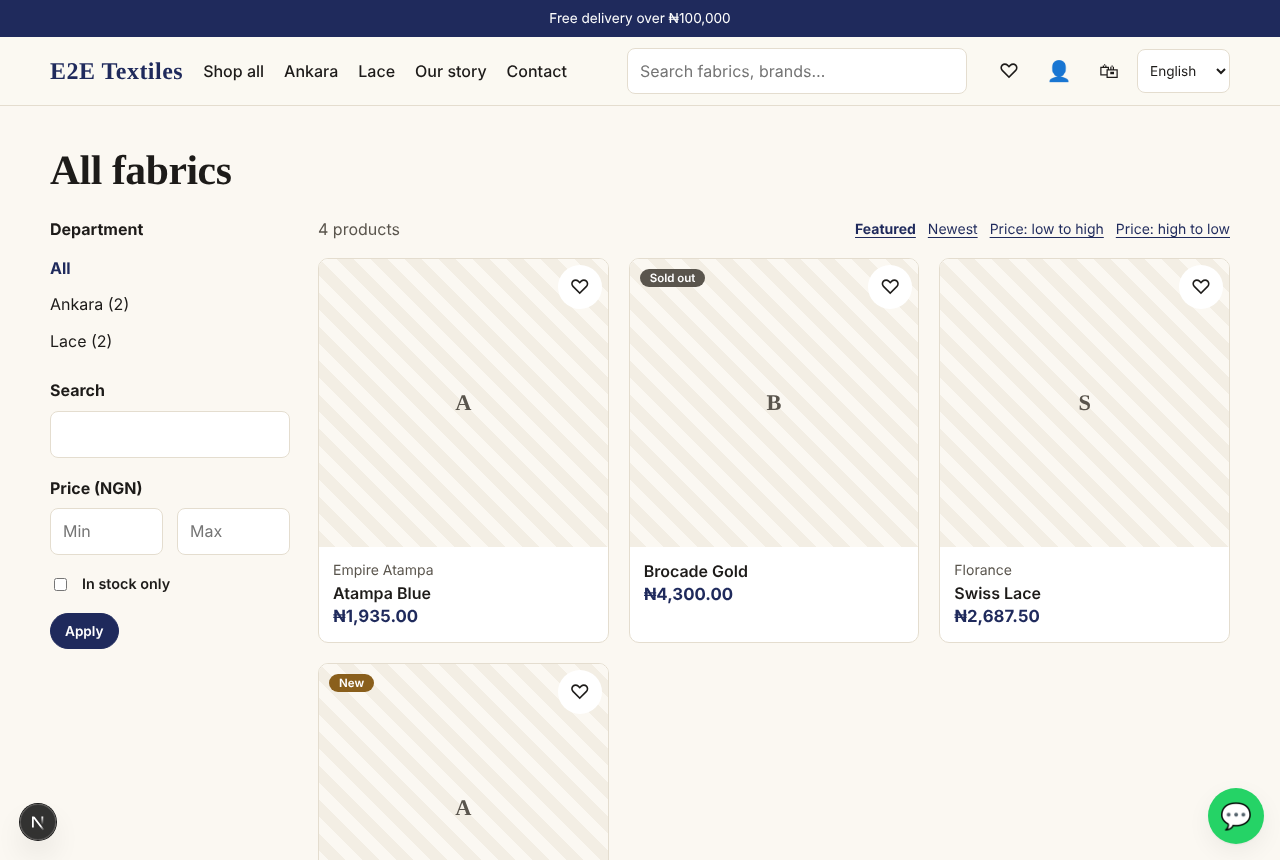 Free delivery over ₦100,000
E2E Textiles Shop all Ankara Lace Our story Contact Search fabrics, brands... English
All fabrics
Department
All
Ankara (2)
Lace (2)
Search
Price (NGN)
Min Max
In stock only
Apply
4 products Featured Newest Price: low to high Price: high to low
A
Empire Atampa
Atampa Blue
₦1,935.00
Sold out
B
Brocade Gold
₦4,300.00
S
Florance
Swiss Lace
₦2,687.50
New
A
N